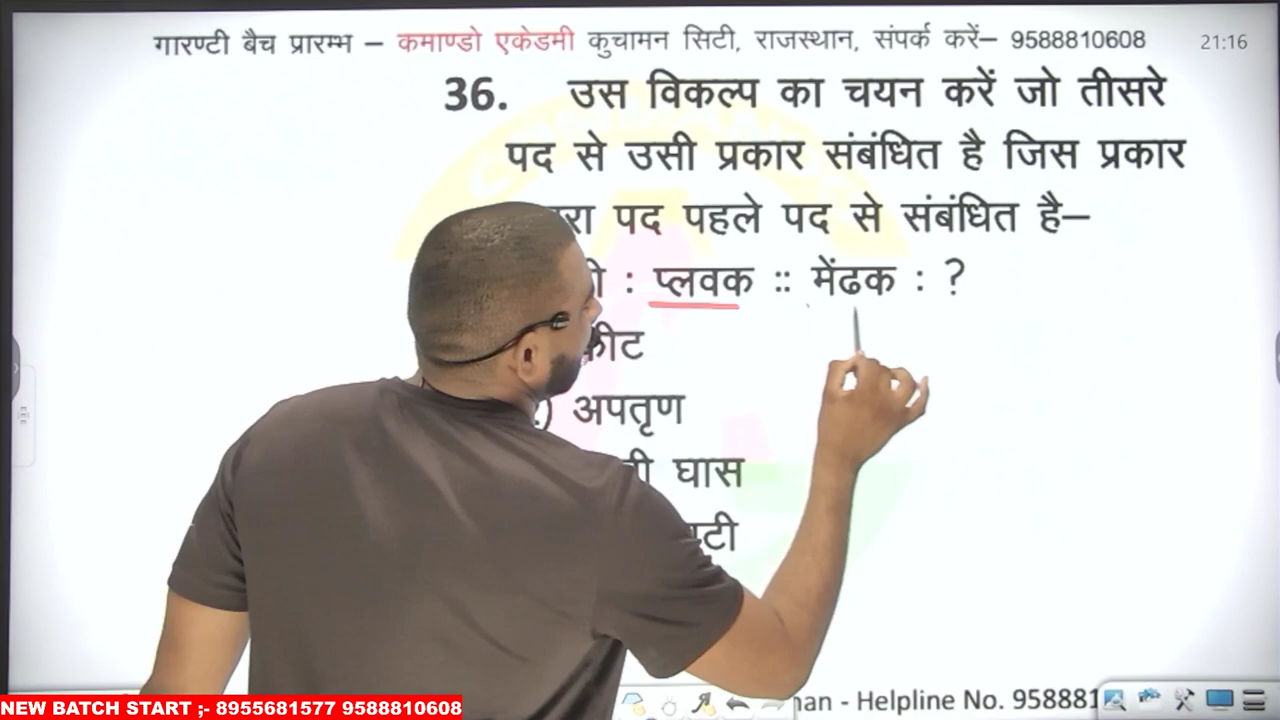 गारण्टी बैच प्रारम्भ – कमाण्डो एकेडमी कुचामन सिटी, राजस्थान, संपर्क करें– 9588810608
21:16
36. उस विकल्प का चयन करें जो तीसरे
पद से उसी प्रकार संबंधित है जिस प्रकार
पद पहले पद से संबंधित है–
: प्लवक :: मेंढक : ?
कीट
अपतृण
घास
- Helpline No. 958881
NEW BATCH START ;- 8955681577 9588810608